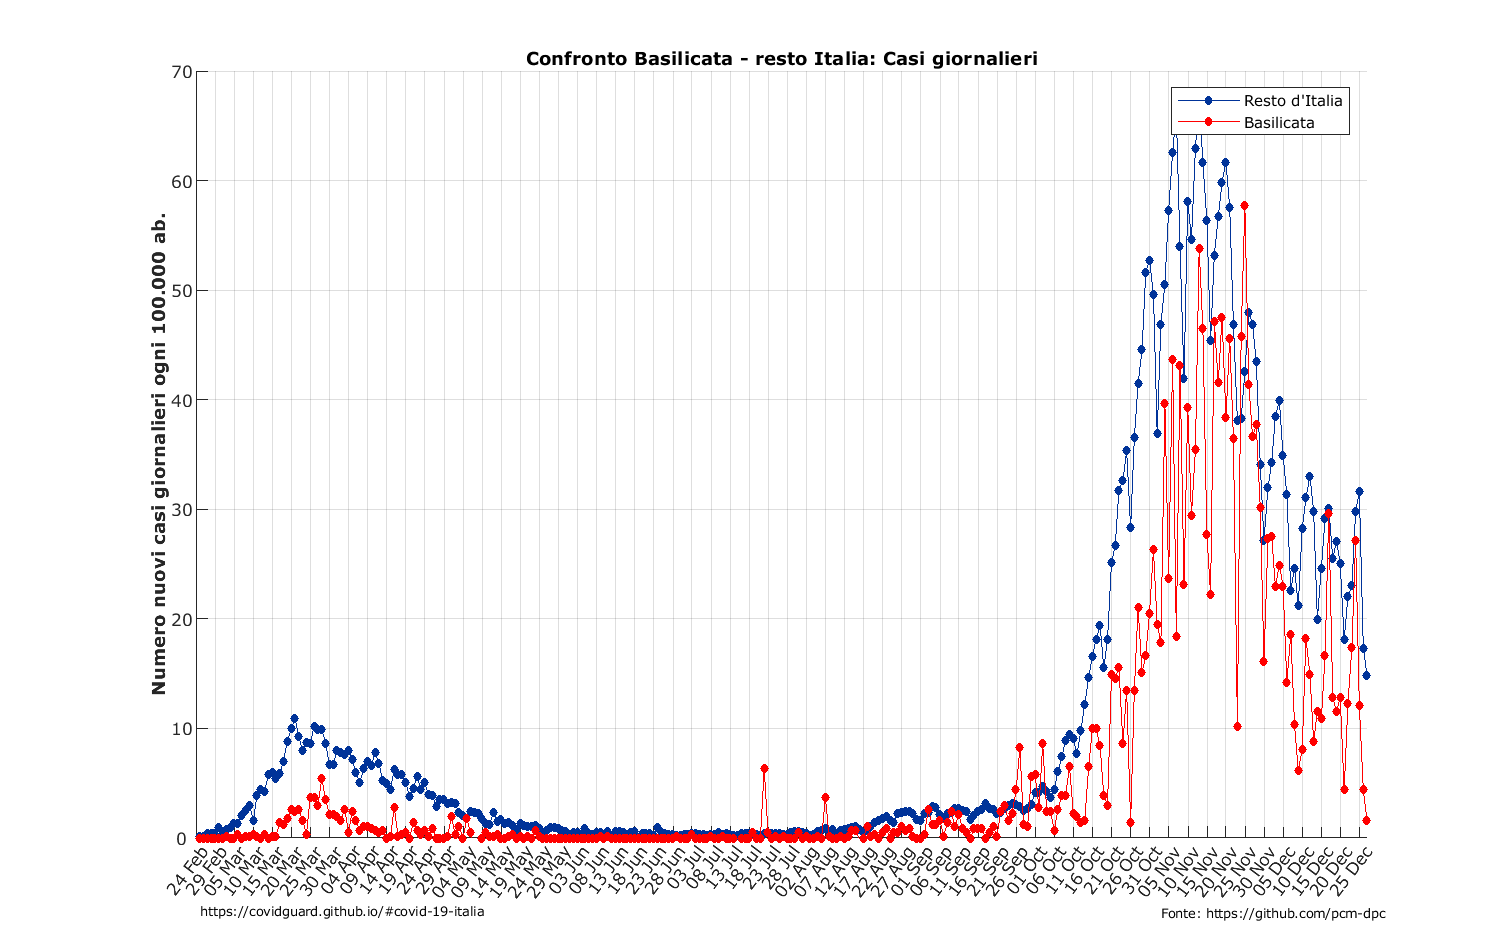 Confronto Basilicata - resto Italia: Casi giornalieri
Numero nuovi casi giornalieri ogni 100.000 ab.
70
60
50
40
30
20
10
0
Resto d'Italia
Basilicata
24 Feb
29 Feb
05 Mar
10 Mar
15 Mar
20 Mar
25 Mar
30 Mar
04 Apr
09 Apr
14 Apr
19 Apr
24 Apr
29 Apr
04 May
09 May
14 May
19 May
24 May
29 May
03 Jun
08 Jun
13 Jun
18 Jun
23 Jun
28 Jun
03 Jul
08 Jul
13 Jul
18 Jul
23 Jul
28 Jul
02 Aug
07 Aug
12 Aug
17 Aug
22 Aug
27 Aug
01 Sep
06 Sep
11 Sep
16 Sep
21 Sep
26 Sep
01 Oct
06 Oct
11 Oct
16 Oct
21 Oct
26 Oct
31 Oct
05 Nov
10 Nov
15 Nov
20 Nov
25 Nov
30 Nov
05 Dec
10 Dec
15 Dec
20 Dec
25 Dec
https://covidguard.github.io/#covid-19-italia
Fonte: https://github.com/pcm-dpc